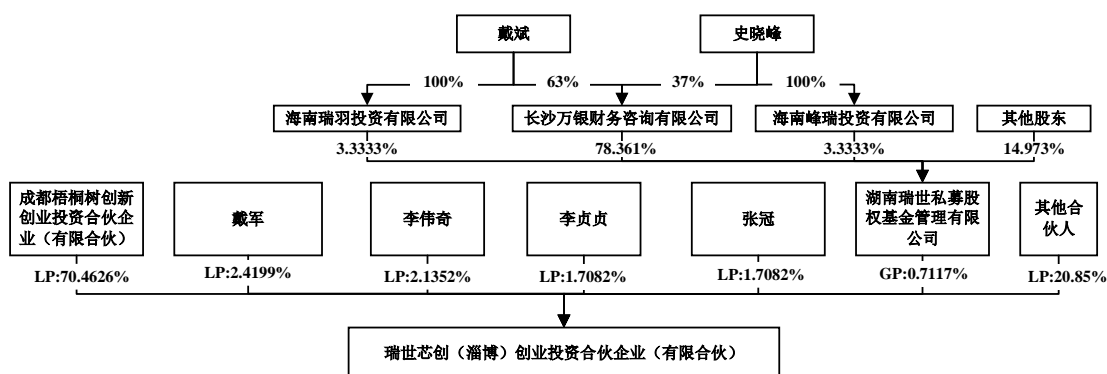 戴斌
史晓峰
100%
63%
37%
100%
海南瑞羽投资有限公司
长沙万银财务咨询有限公司
海南峰瑞投资有限公司
其他股东
3.3333%
78.361%
3.3333%
14.973%
成都梧桐树创新
创业投资合伙企
业（有限合伙）
戴军
李伟奇
李贞贞
张冠
湖南瑞世私募股
权基金管理有限
公司
其他合
伙人
LP:70.4626%
LP:2.4199%
LP:2.1352%
LP:1.7082%
LP:1.7082%
GP:0.7117%
LP:20.85%
瑞世芯创（淄博）创业投资合伙企业（有限合伙）